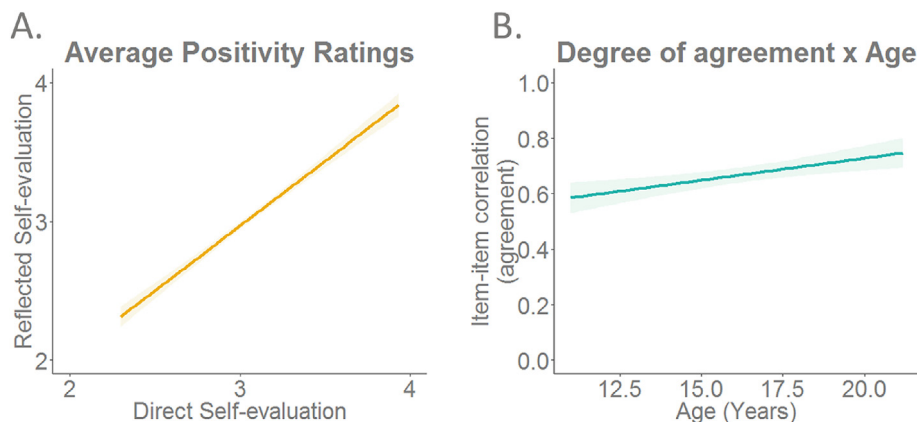 A.
Average Positivity Ratings
Reflected Self-evaluation
4
3
2
2 3 4
Direct Self-evaluation
B.
Degree of agreement x Age
Item-item correlation
(agreement)
1.0
0.8
0.6
0.4
0.2
0.0
12.5 15.0 17.5 20.0
Age (Years)